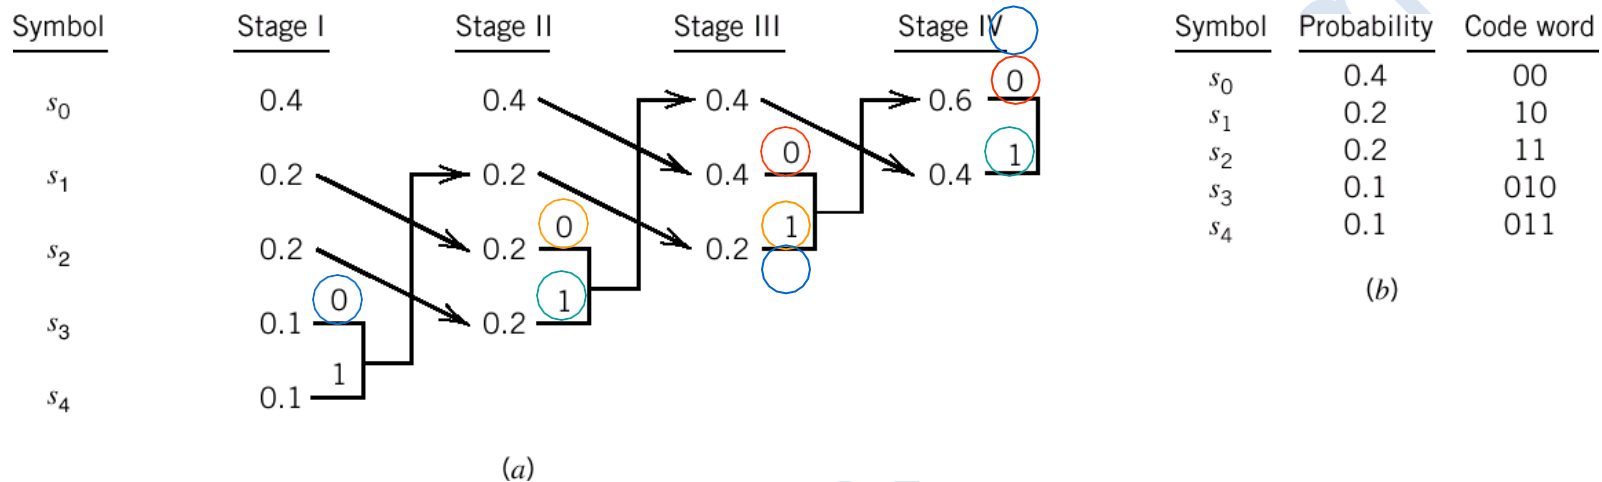 Symbol Stage I Stage II Stage III Stage IV Symbol Probability Code word
s0 0.4 0.4 0.4 0.6 0 s0 0.4 00
s1 0.2 0.2 0.4 0 0.4 1 s1 0.2 10
s2 0.2 0.2 0 0.2 1 s2 0.2 11
s3 0.1 0 0.2 1 s3 0.1 010
s4 0.1 1 s4 0.1 011
(a) (b)